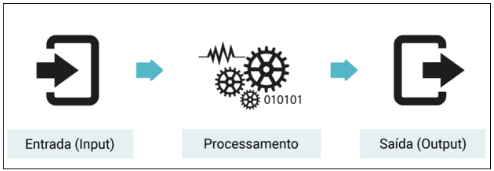 010101
Entrada (Input)
Processamento
Saída (Output)